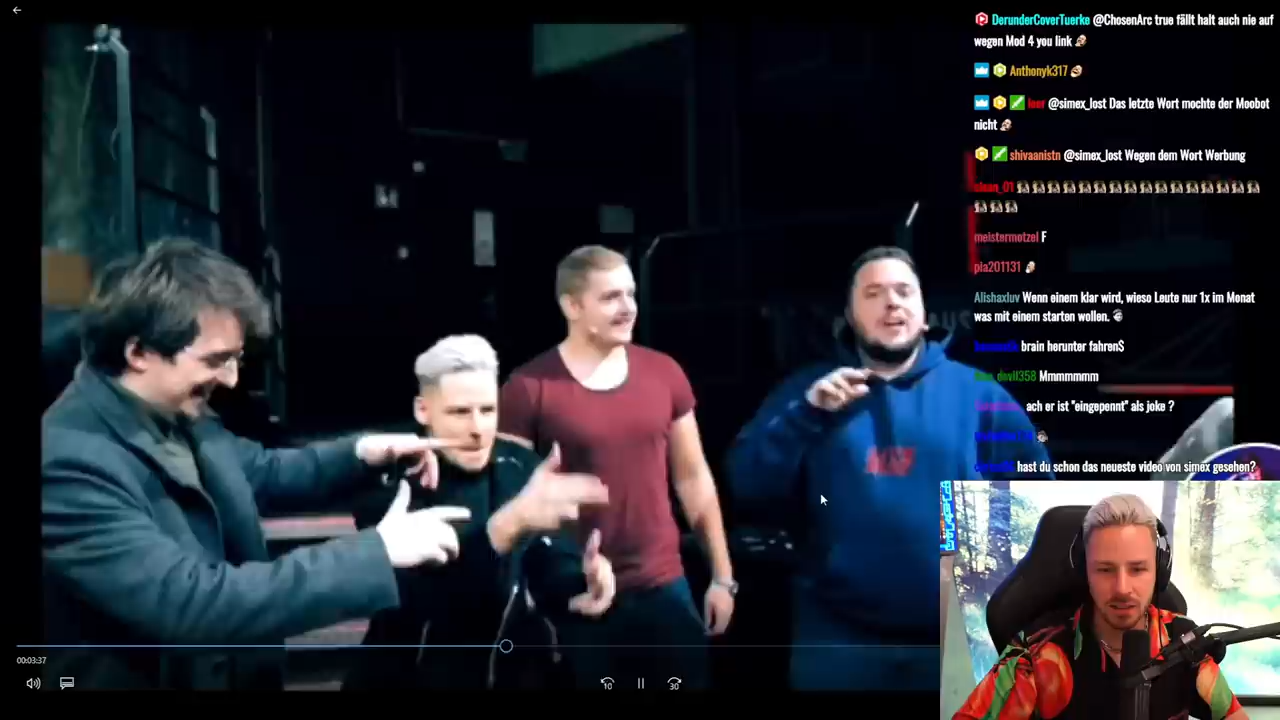 DerunderCoverTuerke @ChosenArc true fällt halt auch nie auf
wegen Mod 4 you link
Anthonyk317
@simex_lost Das letzte Wort mochte der Moobot
nicht
shivaanistn @simex_lost Wegen dem Wort Werbung
clean_01
meistermotzel F
pia201131
Alishaxluv Wenn einem klar wird, wieso Leute nur 1x im Monat
was mit einem starten wollen.
brain herunter fahren$
Mmmmmmm
ach er ist "eingepennt" als joke ?
hast du schon das neueste video von simex gesehen?
00:03:37
10
30